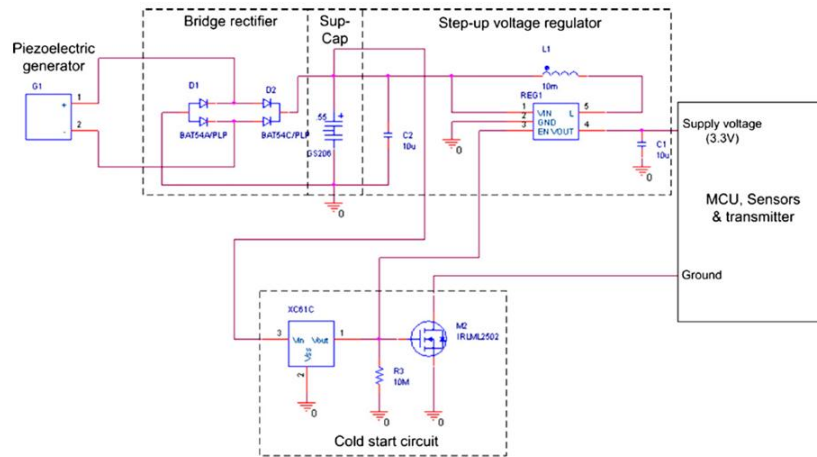 Bridge rectifier
Sup-
Cap
Step-up voltage regulator
Piezoelectric
generator
G1
+
-
1
2
D1
D2
BAT54A/PLP
BAT54C/PLP
.55
+
GS206
0
C2
10u
L1
10m
REG1
1
2
3
VIN
GND
EN
L
VOUT
5
4
0
C1
10u
0
Supply voltage
(3.3V)
MCU, Sensors
& transmitter
Ground
XC61C
3
Vin
Vout
Vss
1
2
0
R3
10M
0
M2
IRLML2502
0
Cold start circuit